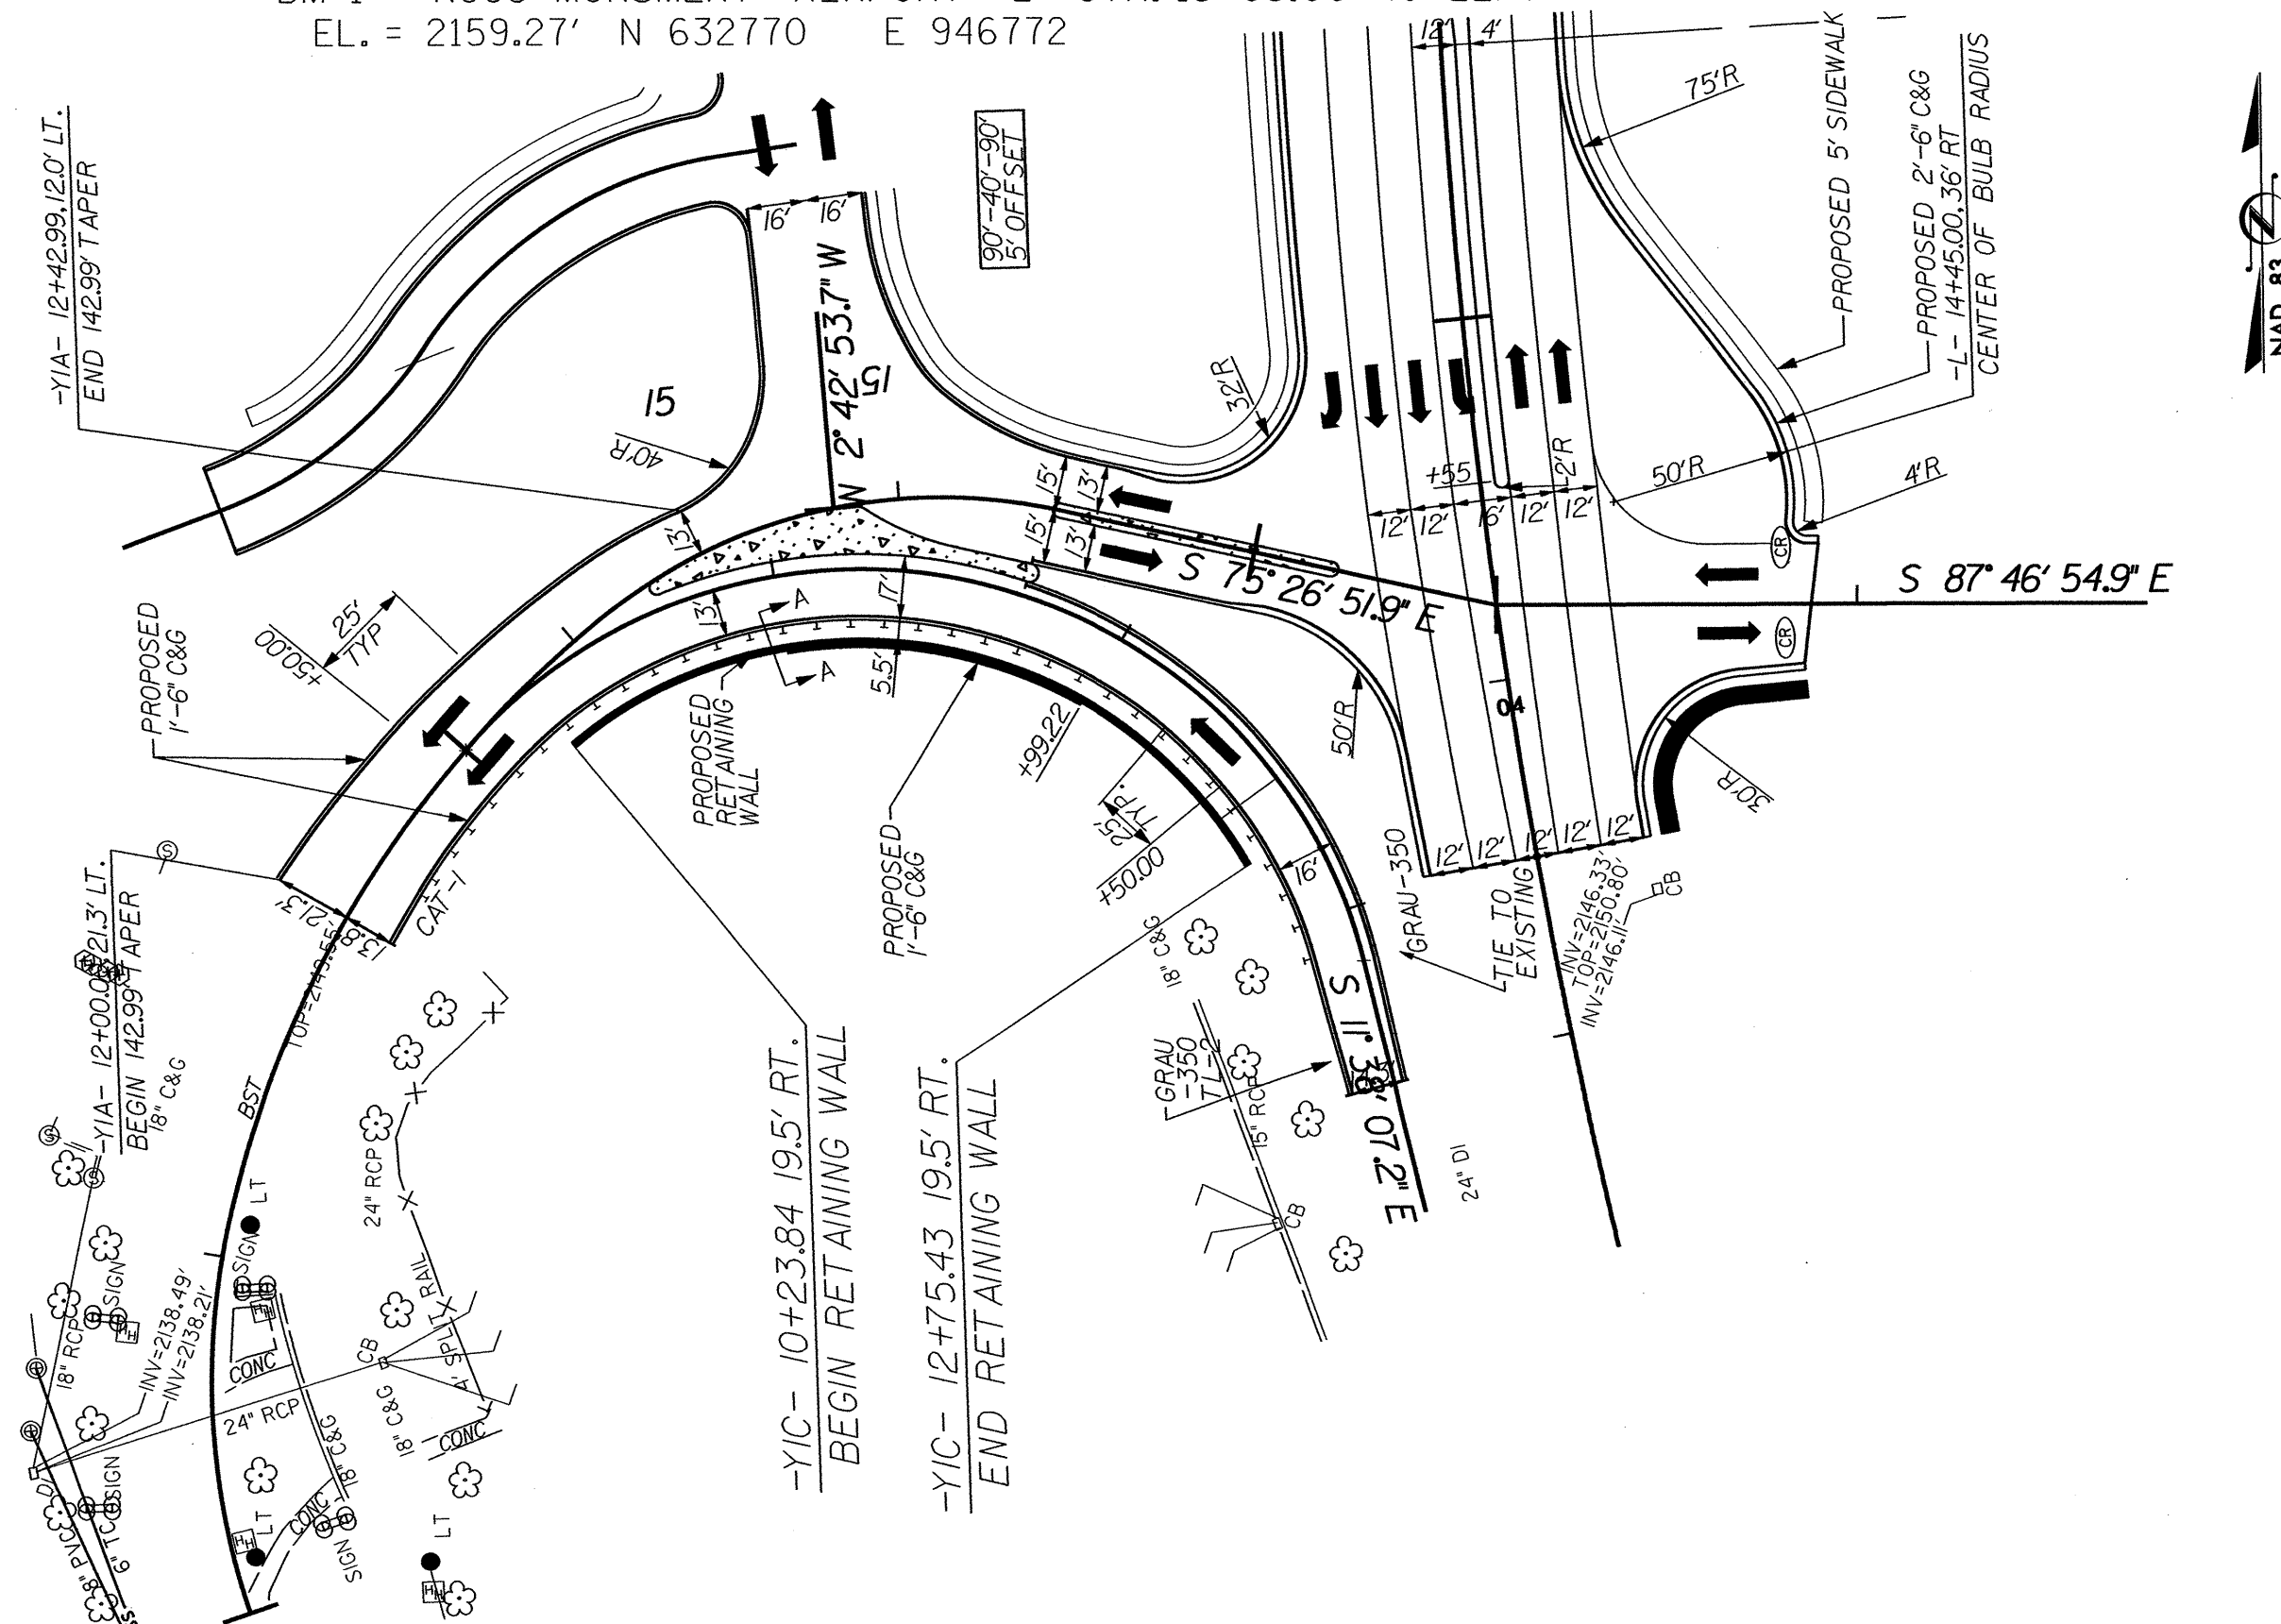 EL. = 2159.27' N 632770 E 946772
-Y1A- 12+42.99, 12.0' LT.
END 142.99' TAPER
90'-40'-90'
5' OFFSET
12'
4'
75'R
PROPOSED 5' SIDEWALK
PROPOSED 2'-6" C&G
-L- 14+45.00, 36' RT
CENTER OF BULB RADIUS
NAD 83
16'
16'
N 2° 42' 53.7" W
15
15
40'R
32'R
50'R
4'R
+55
2'R
12'
12'
16'
12'
12'
15'
13'
15'
13'
13'
13'
17'
5.5'
CR
CR
S 75° 26' 51.9" E
S 87° 46' 54.9" E
PROPOSED
1'-6" C&G
+50.00
25'
TYP
A
A
PROPOSED
RETAINING
WALL
PROPOSED
1'-6" C&G
+99.22
25'
TYP.
+50.00
50'R
04
30'R
12'
12'
12'
12'
12'
16'
GRAU-350
TIE TO
EXISTING
INV=2146.33'
TOP=2150.80'
INV=2146.11'
CB
-Y1A- 12+00.00, 21.3' LT.
BEGIN 142.99' TAPER
18" C&G
21.3'
13.8'
CAT-1
BST
S
S
S
-Y1C- 10+23.84 19.5' RT.
BEGIN RETAINING WALL
-Y1C- 12+75.43 19.5' RT.
END RETAINING WALL
18" C&G
GRAU
-350
TL-2
15" RCP
CB
24" DI
24" RCP
LT
SIGN
SIGN
INV=2138.49'
INV=2138.21'
18" RCP
CONC
24" RCP
CB
4' SPLIT RAIL
18" C&G
CONC
18" C&G
CONC
SIGN
SIGN
LT
LT
HH
HH
HH
HH
DI
6" TC